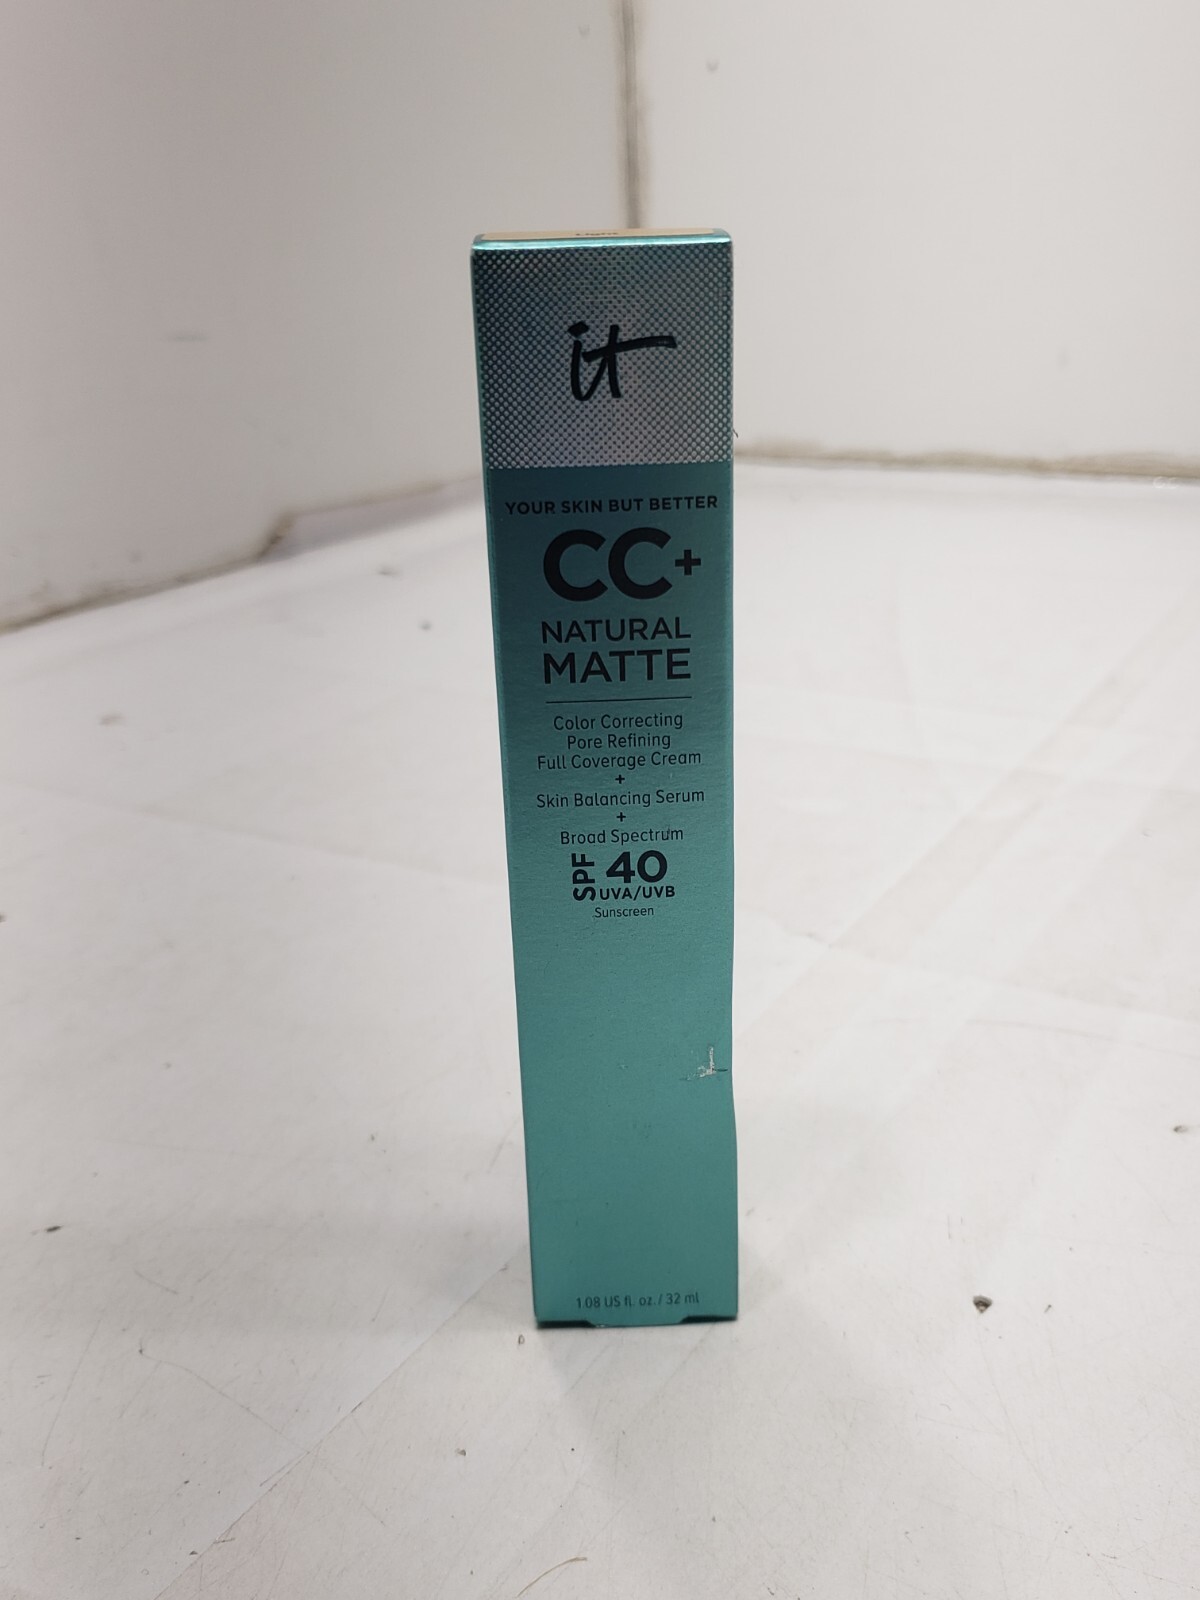 Light
it
YOUR SKIN BUT BETTER
CC+
NATURAL
MATTE
Color Correcting
Pore Refining
Full Coverage Cream
+
Skin Balancing Serum
+
Broad Spectrum
SPF 40
UVA/UVB
Sunscreen
1.08 US fl. oz. / 32 ml